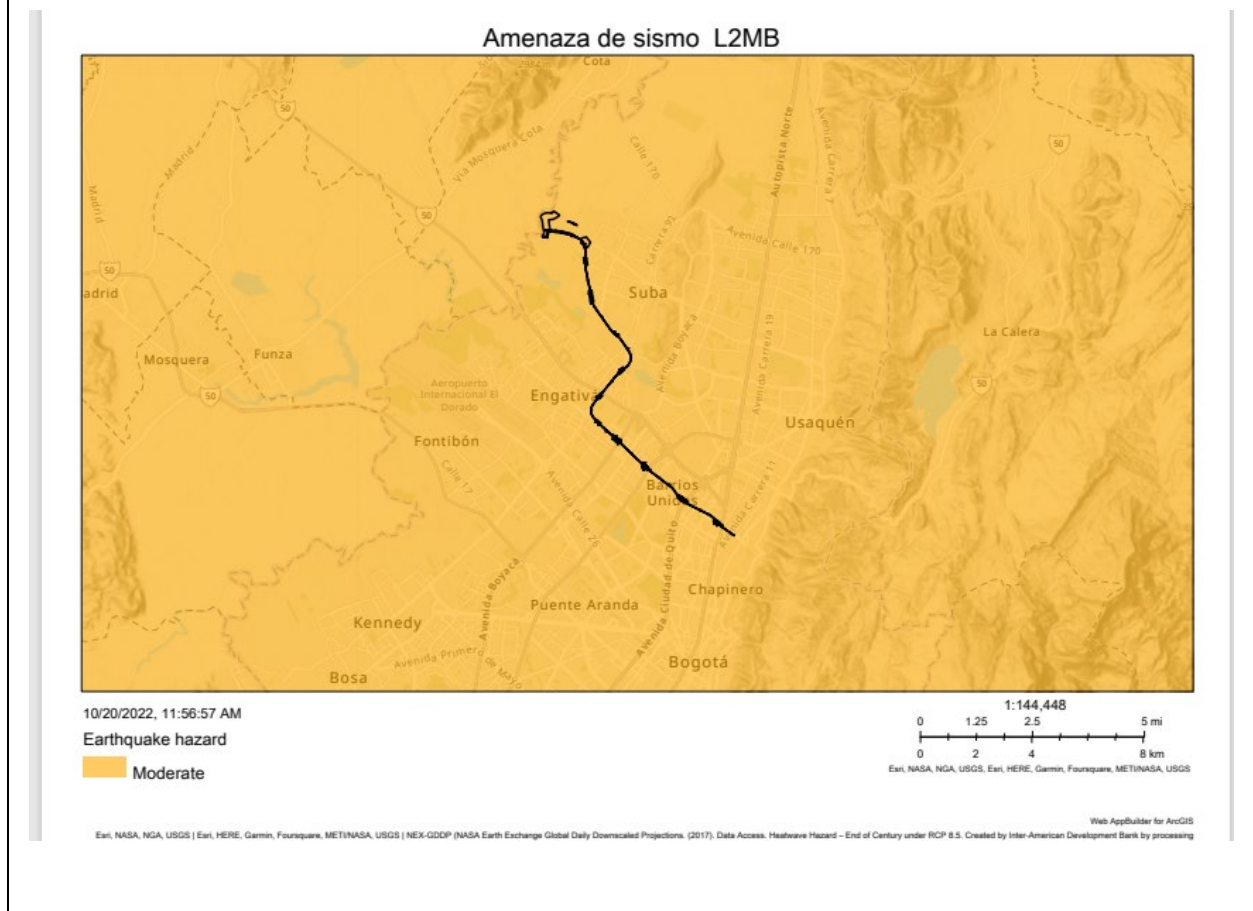 Amenaza de sismo L2MB
Cota
2984 m
50
Autopista Norte
Avenida Carrera 7
Calle 170
Vía Mosquera Cota
Madrid
50
Madrid
50
Carrera 92
Avenida Calle 170
50
adrid
Suba
La Calera
Mosquera
Funza
Avenida Boyacá
Avenida Carrera 19
50
50
Aeropuerto
Internacional El
Dorado
Engativá
Usaquén
Fontibón
Calle 17
Avenida Calle 26
Barrios
Unidos
Avenida Carrera 11
Avenida Ciudad de Quito
Chapinero
Puente Aranda
Avenida Boyacá
Kennedy
Avenida Primero de Mayo
Bosa
Bogotá
10/20/2022, 11:56:57 AM
Earthquake hazard
Moderate
1:144,448
0 1.25 2.5 5 mi
0 2 4 8 km
Esri, NASA, NGA, USGS, Esri, HERE, Garmin, Foursquare, METI/NASA, USGS
Web AppBuilder for ArcGIS
Esri, NASA, NGA, USGS | Esri, HERE, Garmin, Foursquare, METI/NASA, USGS | NEX-GDDP (NASA Earth Exchange Global Daily Downscaled Projections. (2017). Data Access. Heatwave Hazard – End of Century under RCP 8.5. Created by Inter-American Development Bank by processing